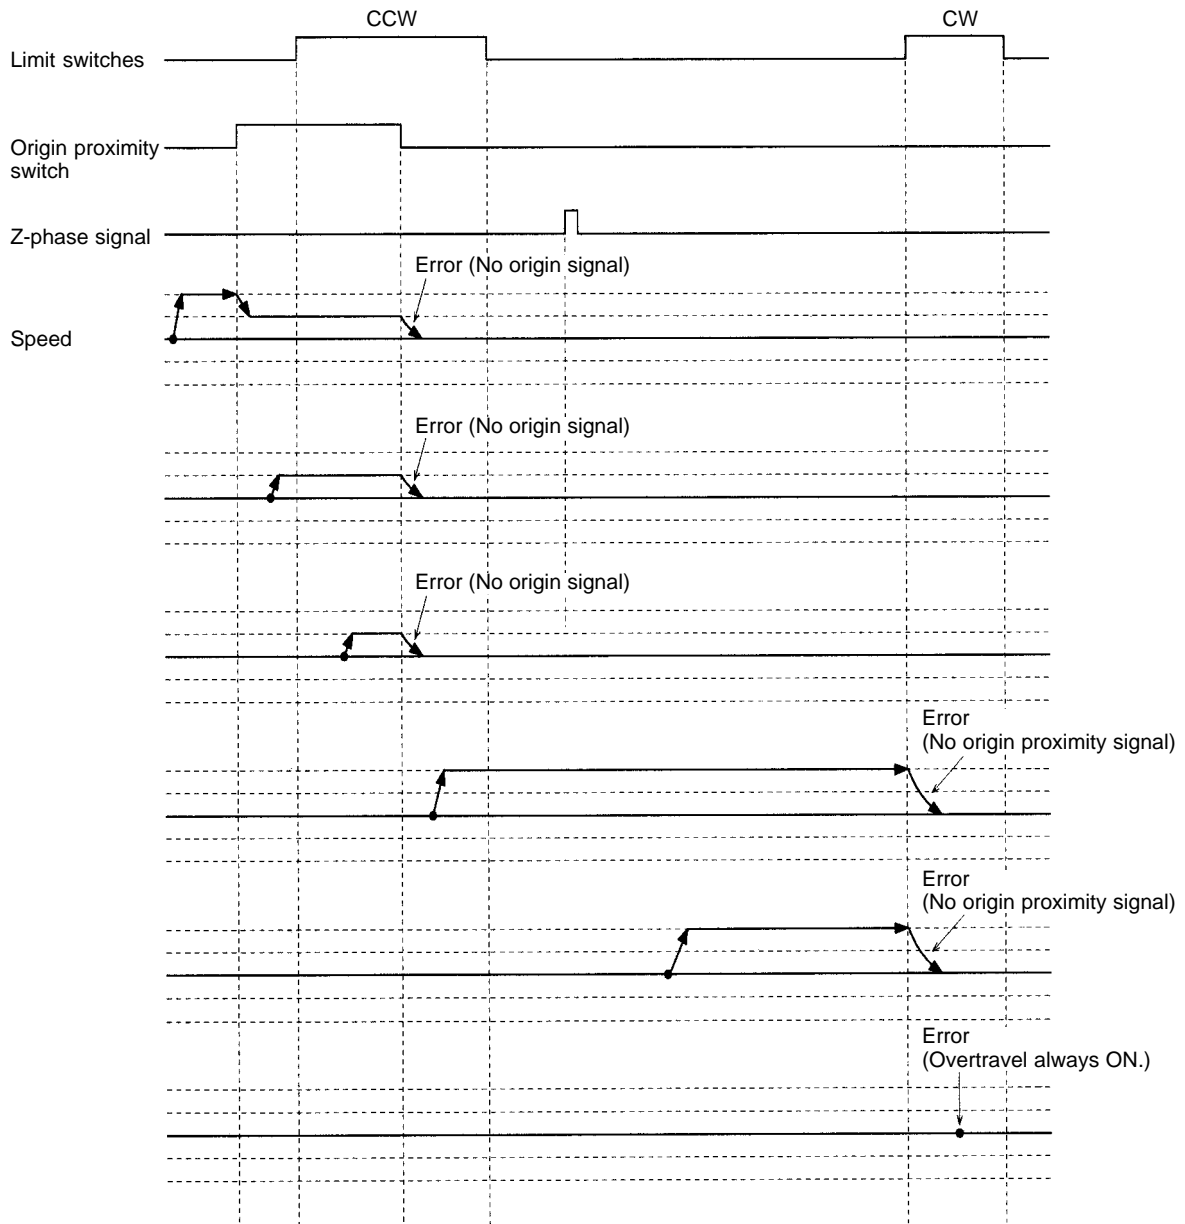 CCW
CW
Limit switches
Origin proximity
switch
Z-phase signal
Error (No origin signal)
Speed
Error (No origin signal)
Error (No origin signal)
Error
(No origin proximity signal)
Error
(No origin proximity signal)
Error
(Overtravel always ON.)